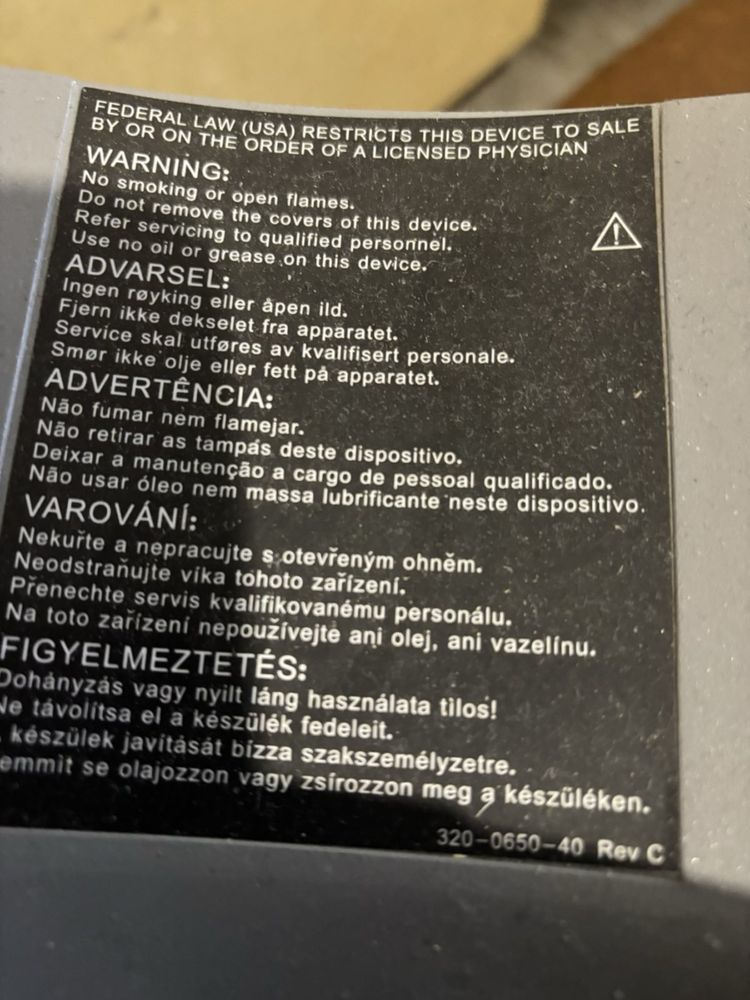 FEDERAL LAW (USA) RESTRICTS THIS DEVICE TO SALE
BY OR ON THE ORDER OF A LICENSED PHYSICIAN
WARNING:
No smoking or open flames.
Do not remove the covers of this device.
Refer servicing to qualified personnel.
Use no oil or grease on this device.
ADVARSEL:
Ingen røyking eller åpen ild.
Fjern ikke dekselet fra apparatet.
Service skal utføres av kvalifisert personale.
Smør ikke olje eller fett på apparatet.
ADVERTÊNCIA:
Não fumar nem flamejar.
Não retirar as tampas deste dispositivo.
Deixar a manutenção a cargo de pessoal qualificado.
Não usar óleo nem massa lubrificante neste dispositivo.
VAROVÁNÍ:
Nekuřte a nepracujte s otevřeným ohněm.
Neodstraňujte víka tohoto zařízení.
Přenechte servis kvalifikovanému personálu.
Na toto zařízení nepoužívejte ani olej, ani vazelínu.
FIGYELMEZTETÉS:
Dohányzás vagy nyílt láng használata tilos!
Ne távolítsa el a készülék fedeleit.
készülek javítását bízza szakszemélyzetre.
emmit se olajozzon vagy zsírozzon meg a készüléken.
320-0650-40 Rev C